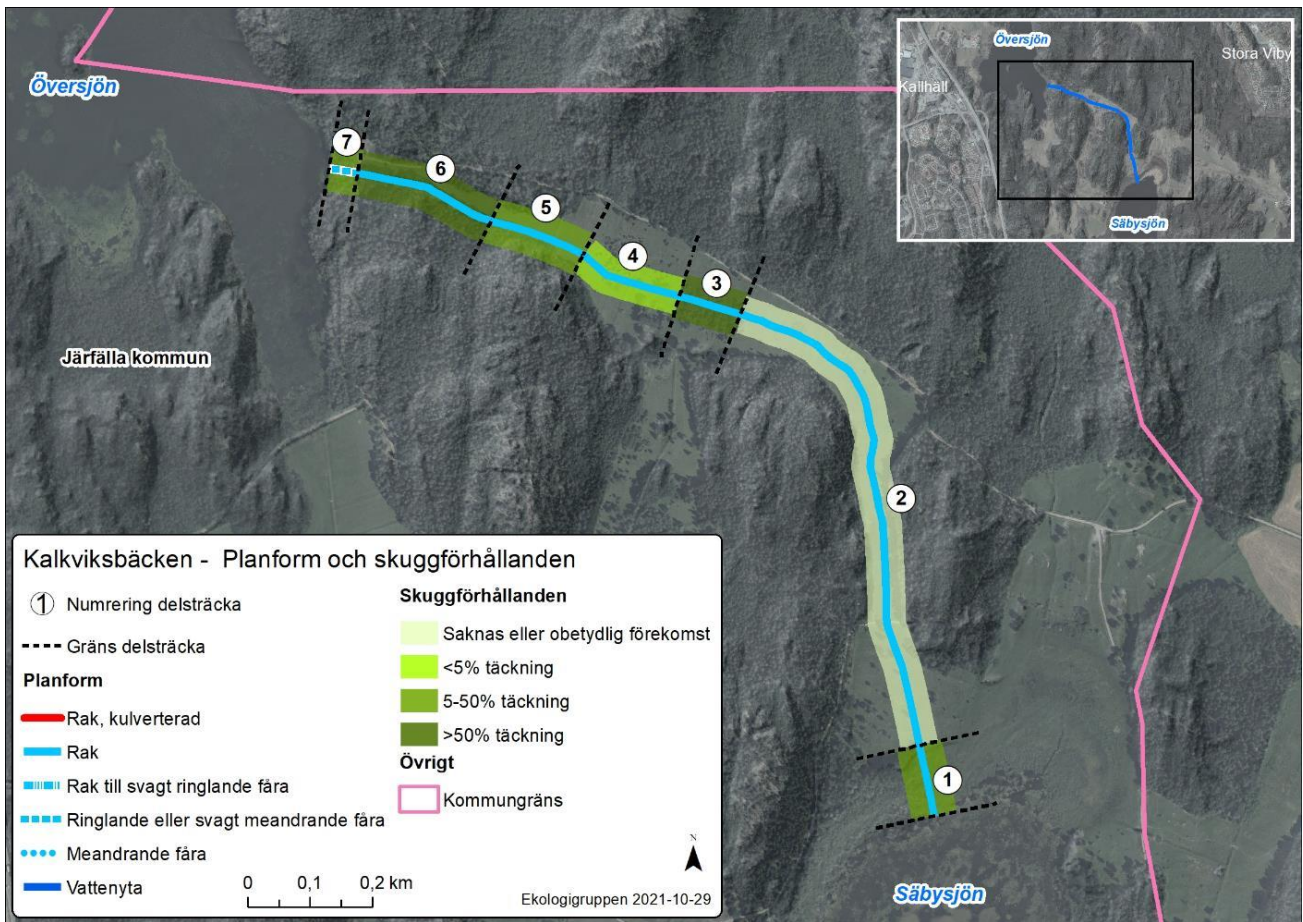 Översjön
Järfälla kommun
7
6
5
4
3
2
1
Säbysjön
Översjön
Stora Viby
Kallhäll
Säbysjön
Kalkviksbäcken - Planform och skuggförhållanden
1 Numrering delsträcka
Gräns delsträcka
Planform
Rak, kulverterad
Rak
Rak till svagt ringlande fåra
Ringlande eller svagt meandrande fåra
Meandrande fåra
Vattenyta
Skuggförhållanden
Saknas eller obetydlig förekomst
<5% täckning
5-50% täckning
>50% täckning
Övrigt
Kommungräns
0 0,1 0,2 km
N
Ekologigruppen 2021-10-29